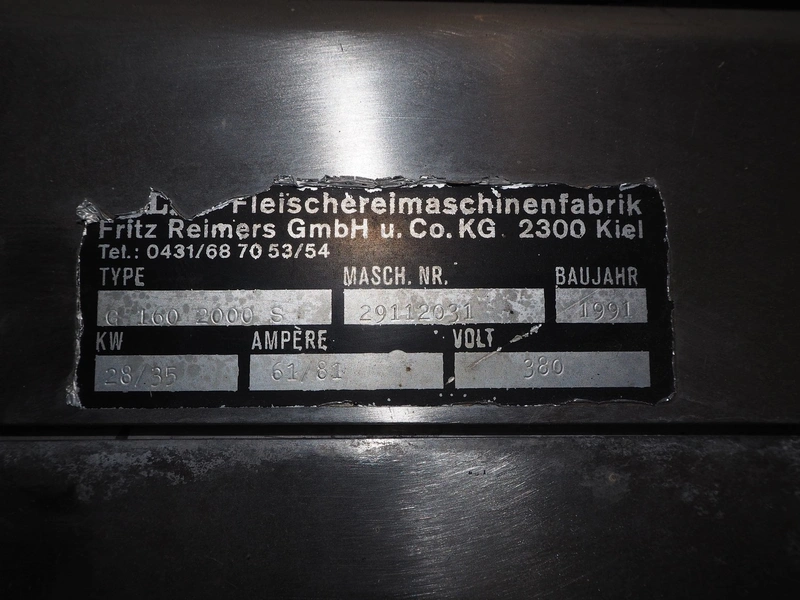 Fleischereimaschinenfabrik
Fritz Reimers GmbH u. Co. KG 2300 Kiel
Tel.: 0431/68 70 53/54
TYPE MASCH. NR. BAUJAHR
G 160 2000 S 29112031 1991
KW AMPÈRE VOLT
28/35 61/81 380